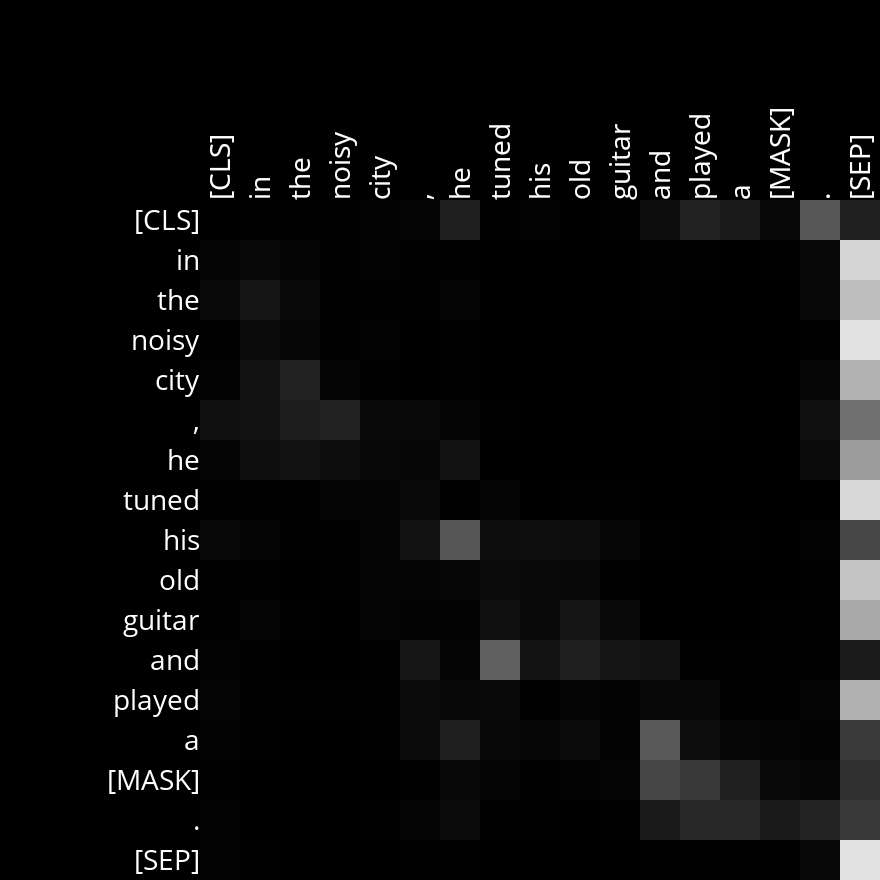 [CLS] in the noisy city , he tuned his old guitar and played a [MASK] . [SEP]
[CLS]
in
the
noisy
city
,
he
tuned
his
old
guitar
and
played
a
[MASK]
.
[SEP]